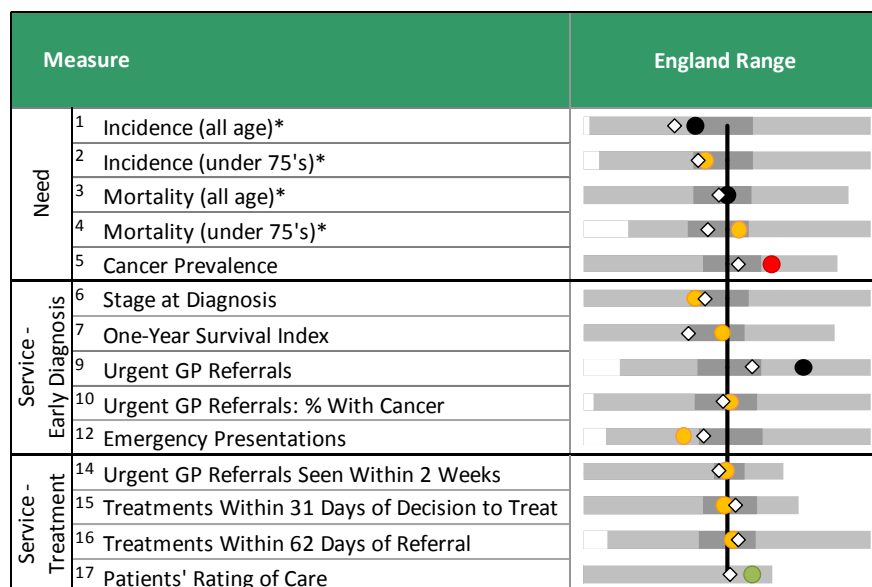 Measure
England Range
Need
1 Incidence (all age)*
2 Incidence (under 75's)*
3 Mortality (all age)*
4 Mortality (under 75's)*
5 Cancer Prevalence
Service -
Early Diagnosis
6 Stage at Diagnosis
7 One-Year Survival Index
9 Urgent GP Referrals
10 Urgent GP Referrals: % With Cancer
12 Emergency Presentations
Service -
Treatment
14 Urgent GP Referrals Seen Within 2 Weeks
15 Treatments Within 31 Days of Decision to Treat
16 Treatments Within 62 Days of Referral
17 Patients' Rating of Care